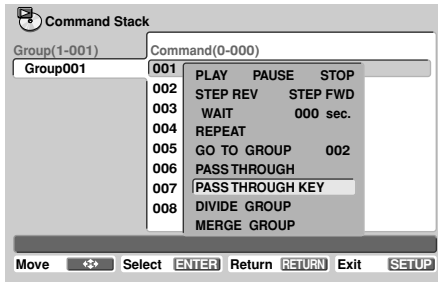 Command Stack
Group(1-001) Command(0-000)
Group001
001
002
003
004
005
006
007
008
PLAY PAUSE STOP
STEP REV STEP FWD
WAIT 000 sec.
REPEAT
GO TO GROUP 002
PASS THROUGH
PASS THROUGH KEY
DIVIDE GROUP
MERGE GROUP
Move Select ENTER Return RETURN Exit SETUP